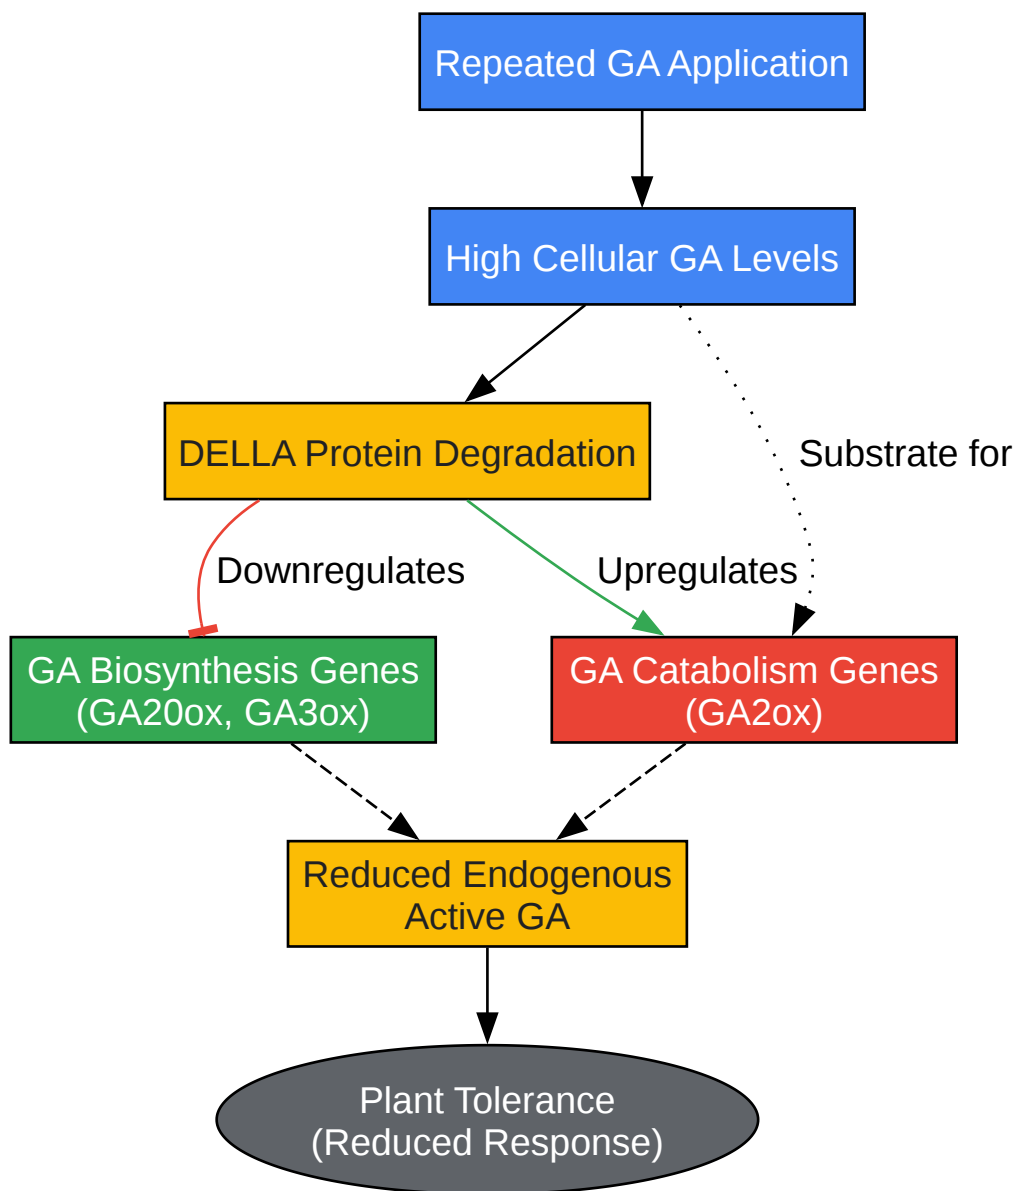 Repeated GA Application
High Cellular GA Levels
DELLA Protein Degradation
Substrate for
Downregulates
Upregulates
GA Biosynthesis Genes
(GA20ox, GA3ox)
GA Catabolism Genes
(GA2ox)
Reduced Endogenous
Active GA
Plant Tolerance
(Reduced Response)